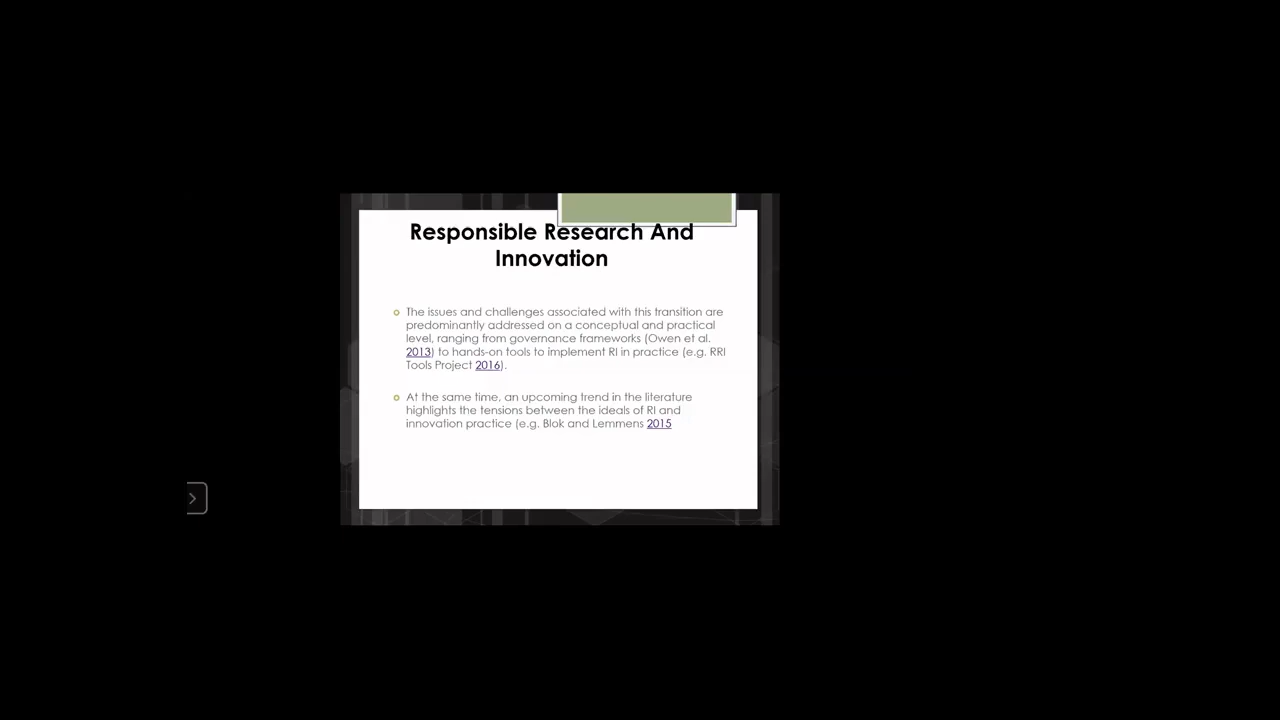 Responsible Research And
Innovation
The issues and challenges associated with this transition are
predominantly addressed on a conceptual and practical
level, ranging from governance frameworks (Owen et al.
2013) to hands-on tools to implement RI in practice (e.g. RRI
Tools Project 2016).
At the same time, an upcoming trend in the literature
highlights the tensions between the ideals of RI and
innovation practice (e.g. Blok and Lemmens 2015